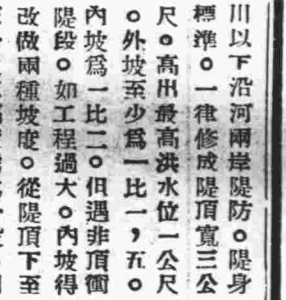 川以下沿河兩岸隄防。隄身
標準。一律修成隄頂寬三公
尺。高出最高洪水位一公尺
。外坡至少爲一比一，五。
內坡爲一比二。但遇非頂衝
隄段。如工程過大。內坡得
改做兩種坡度。從隄頂下至